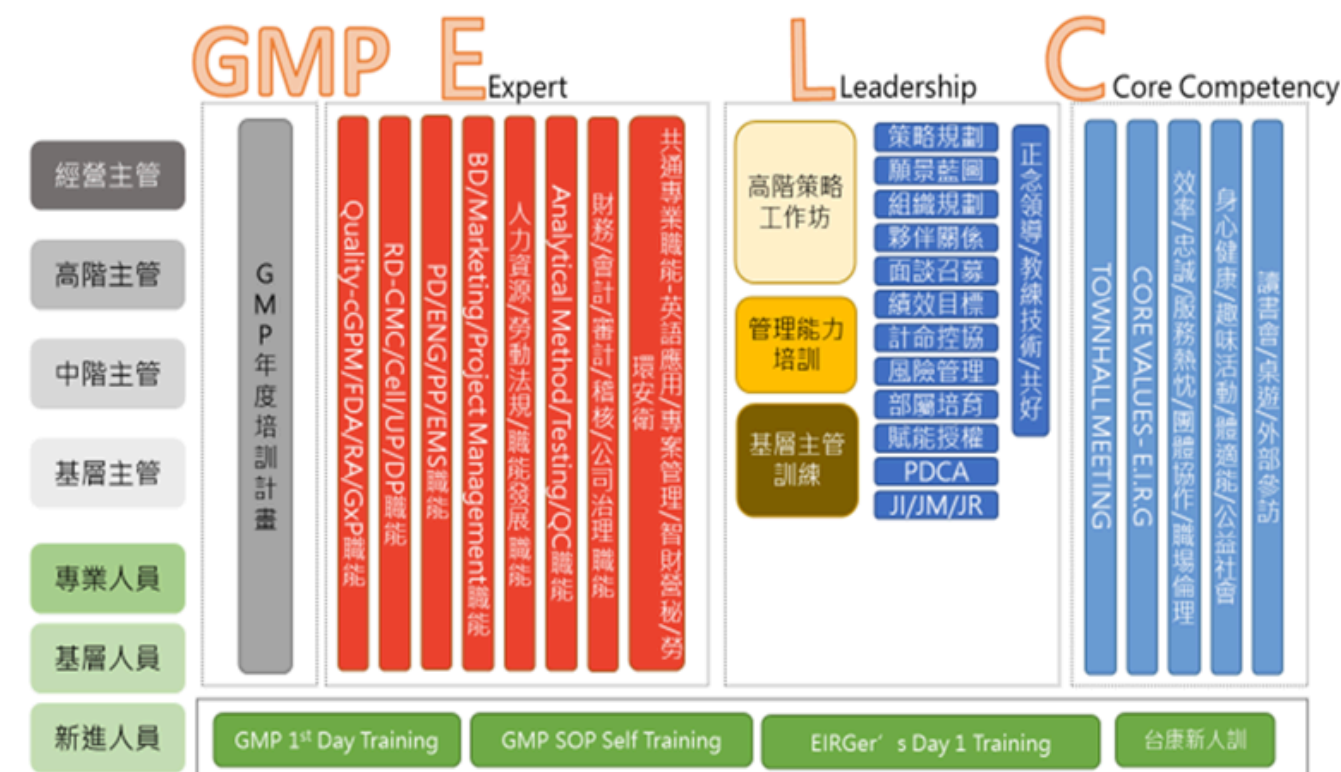 GMP
E Expert
L Leadership
C Core Competency
經營主管
高階主管
中階主管
基層主管
專業人員
基層人員
新進人員
GMP年度培訓計畫
Quality-cGPM/FDA/RA/GxP職能
RD-CMC/Cell/UP/DP職能
PD/ENG/PP/EMS職能
BD/Marketing/Project Management職能
人力資源/勞動法規/職能發展 職能
Analytical Method/Testing/QC職能
財務/會計/審計/稽核/公司治理 職能
共通專業職能-英語應用/專案管理/智財營秘/勞
環安衛
高階策略
工作坊
管理能力
培訓
基層主管
訓練
策略規劃
願景藍圖
組織規劃
夥伴關係
面談召募
績效目標
計命控協
風險管理
部屬培育
賦能授權
PDCA
JI/JM/JR
正念領導/教練技術/共好
TOWNHALL MEETING
CORE VALUES- E.I.R.G
效率/忠誠/服務熱忱/團體協作/職場倫理
身心健康/趣味活動/體適能/公益社會
讀書會/桌遊/外部參訪
GMP 1st Day Training
GMP SOP Self Training
EIRGer's Day 1 Training
台康新人訓